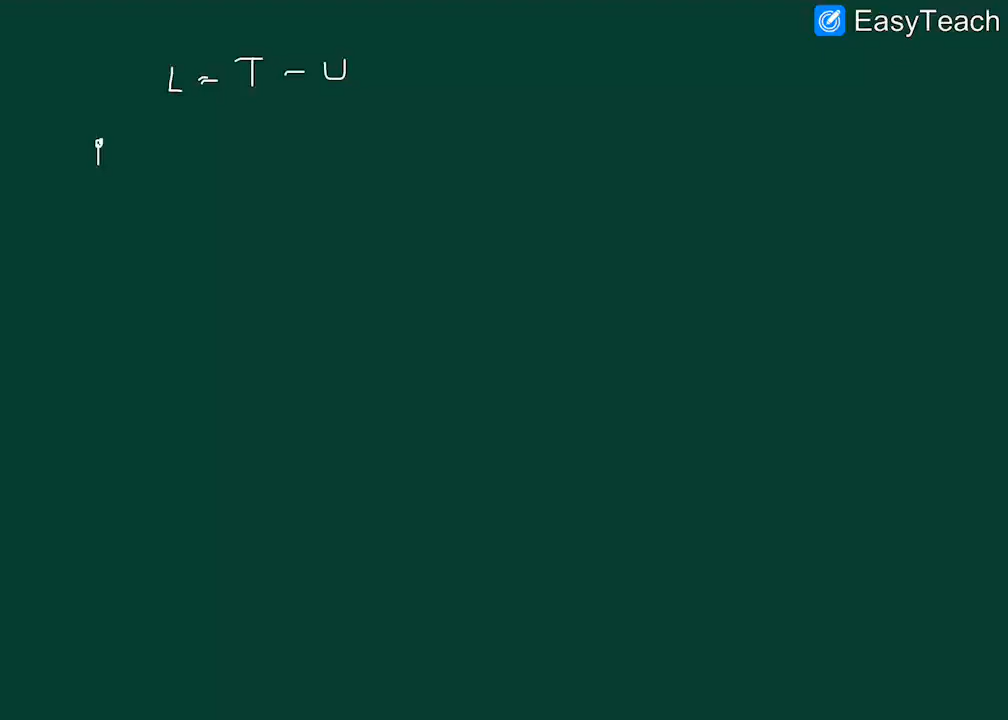 EasyTeach
L = T - U